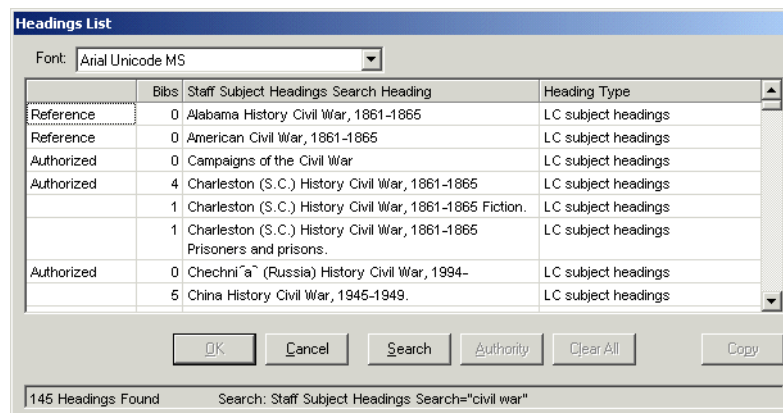 Headings List
Font: Arial Unicode MS
Bibs Staff Subject Headings Search Heading Heading Type
Reference 0 Alabama History Civil War, 1861-1865 LC subject headings
Reference 0 American Civil War, 1861-1865 LC subject headings
Authorized 0 Campaigns of the Civil War LC subject headings
Authorized 4 Charleston (S.C.) History Civil War, 1861-1865 LC subject headings
1 Charleston (S.C.) History Civil War, 1861-1865 Fiction. LC subject headings
1 Charleston (S.C.) History Civil War, 1861-1865 LC subject headings
Prisoners and prisons.
Authorized 0 Chechni͡a͡ (Russia) History Civil War, 1994- LC subject headings
5 China History Civil War, 1945-1949. LC subject headings
OK Cancel Search Authority Clear All Copy
145 Headings Found Search: Staff Subject Headings Search="civil war"